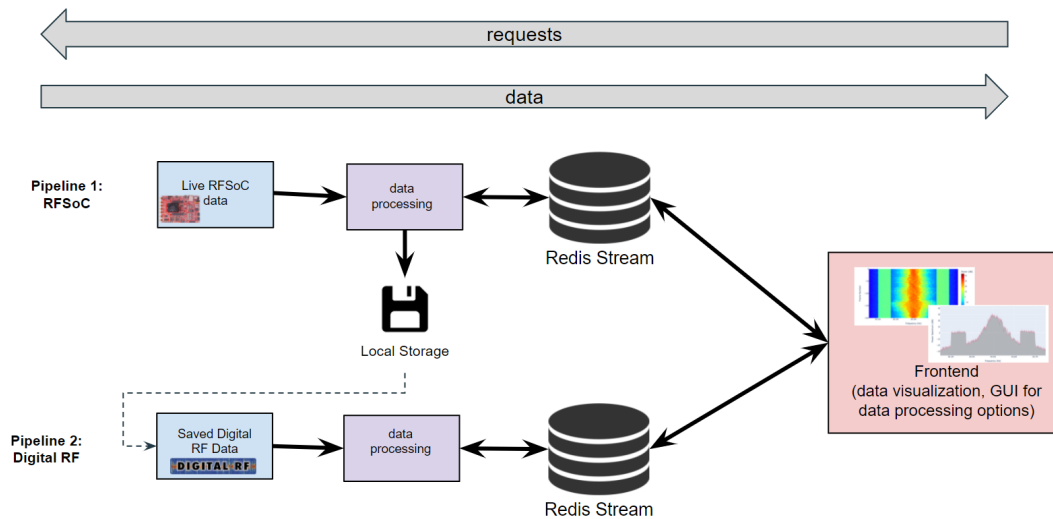 requests
data
Pipeline 1:
RFSoC
Live RFSoC
data
data
processing
Redis Stream
Local Storage
Frontend
(data visualization, GUI for
data processing options)
Pipeline 2:
Digital RF
Saved Digital
RF Data
DIGITAL RF
data
processing
Redis Stream